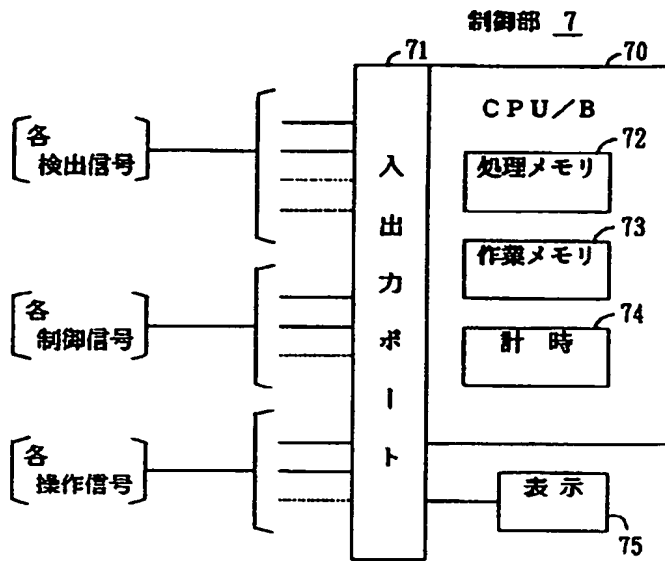 制御部 7
71
70
CPU/B
各
検出信号
72
処理メモリ
73
作業メモリ
入出力ポート
各
制御信号
74
計 時
各
操作信号
表示
75